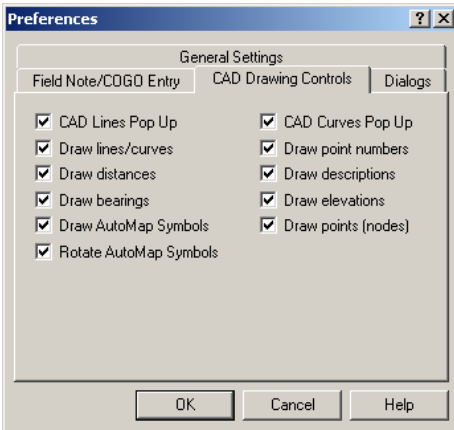 Preferences
General Settings
Field Note/COGO Entry CAD Drawing Controls Dialogs
CAD Lines Pop Up CAD Curves Pop Up
Draw lines/curves Draw point numbers
Draw distances Draw descriptions
Draw bearings Draw elevations
Draw AutoMap Symbols Draw points (nodes)
Rotate AutoMap Symbols
OK Cancel Help